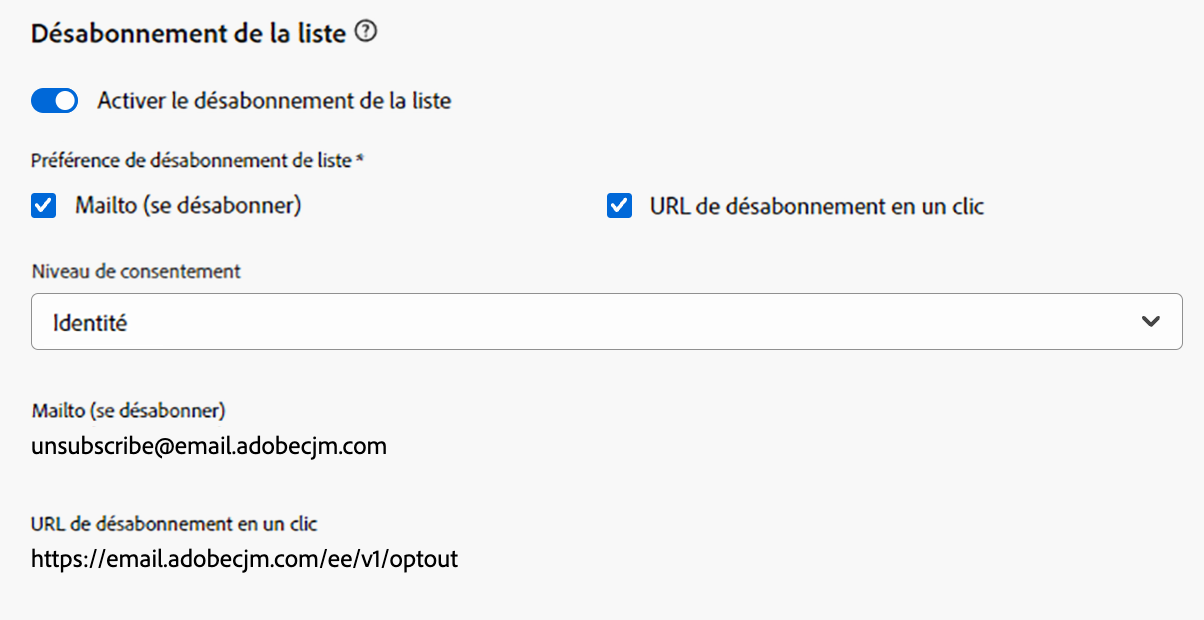 Désabonnement de la liste ?
Activer le désabonnement de la liste
Préférence de désabonnement de liste *
Mailto (se désabonner) URL de désabonnement en un clic
Niveau de consentement
Identité
Mailto (se désabonner)
unsubscribe@email.adobecjm.com
URL de désabonnement en un clic
https://email.adobecjm.com/ee/v1/optout